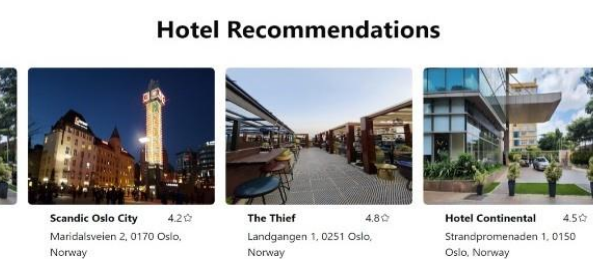 Hotel Recommendations
Scandic Oslo City 4.2☆
Maridalsveien 2, 0170 Oslo,
Norway
The Thief 4.8☆
Landgangen 1, 0251 Oslo,
Norway
Hotel Continental 4.5☆
Strandpromenaden 1, 0150
Oslo, Norway